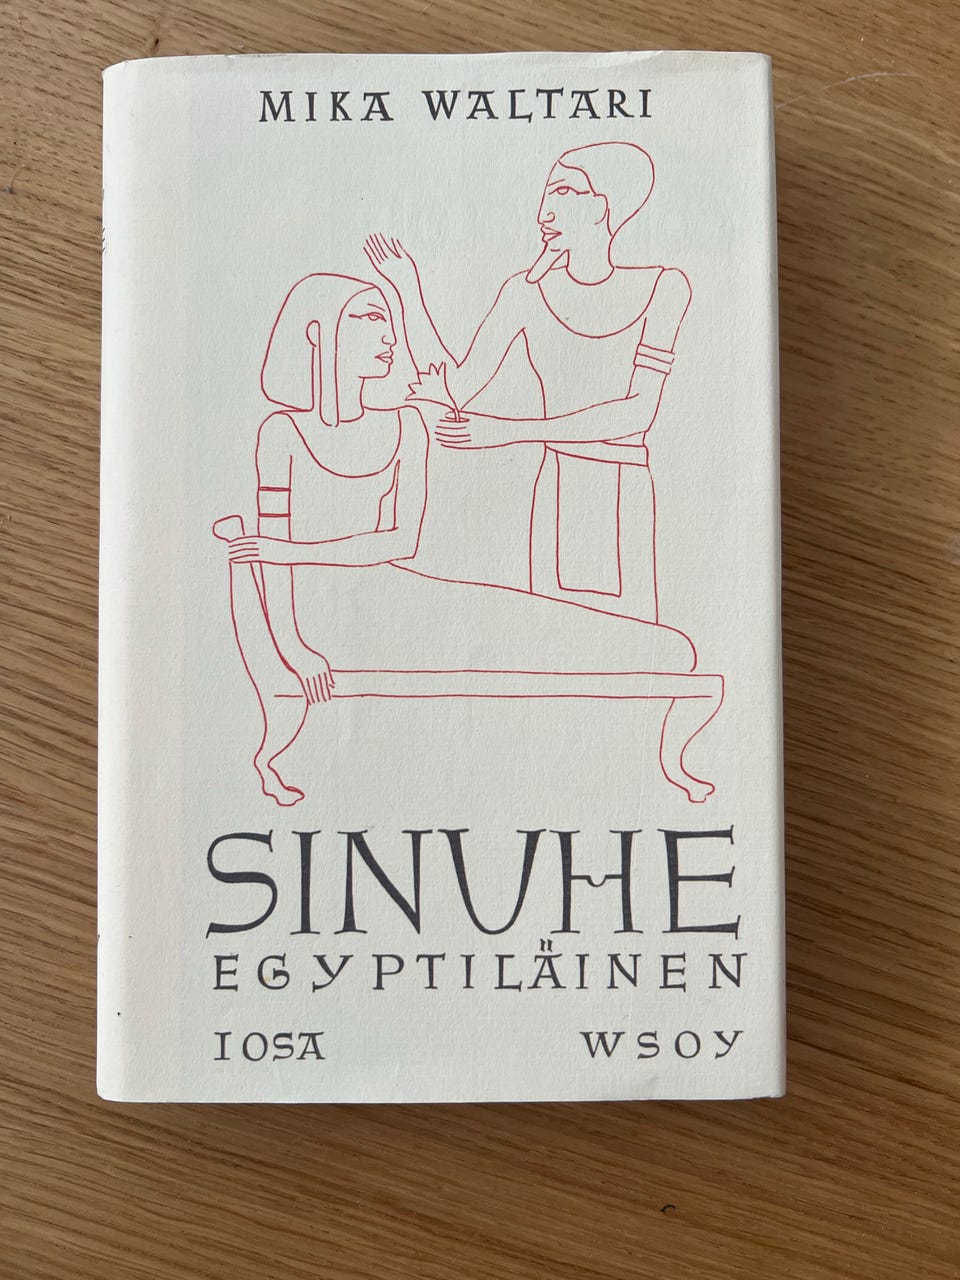 MIKA WALTARI
SINUHE
EGYPTILÄINEN
I OSA WSOY